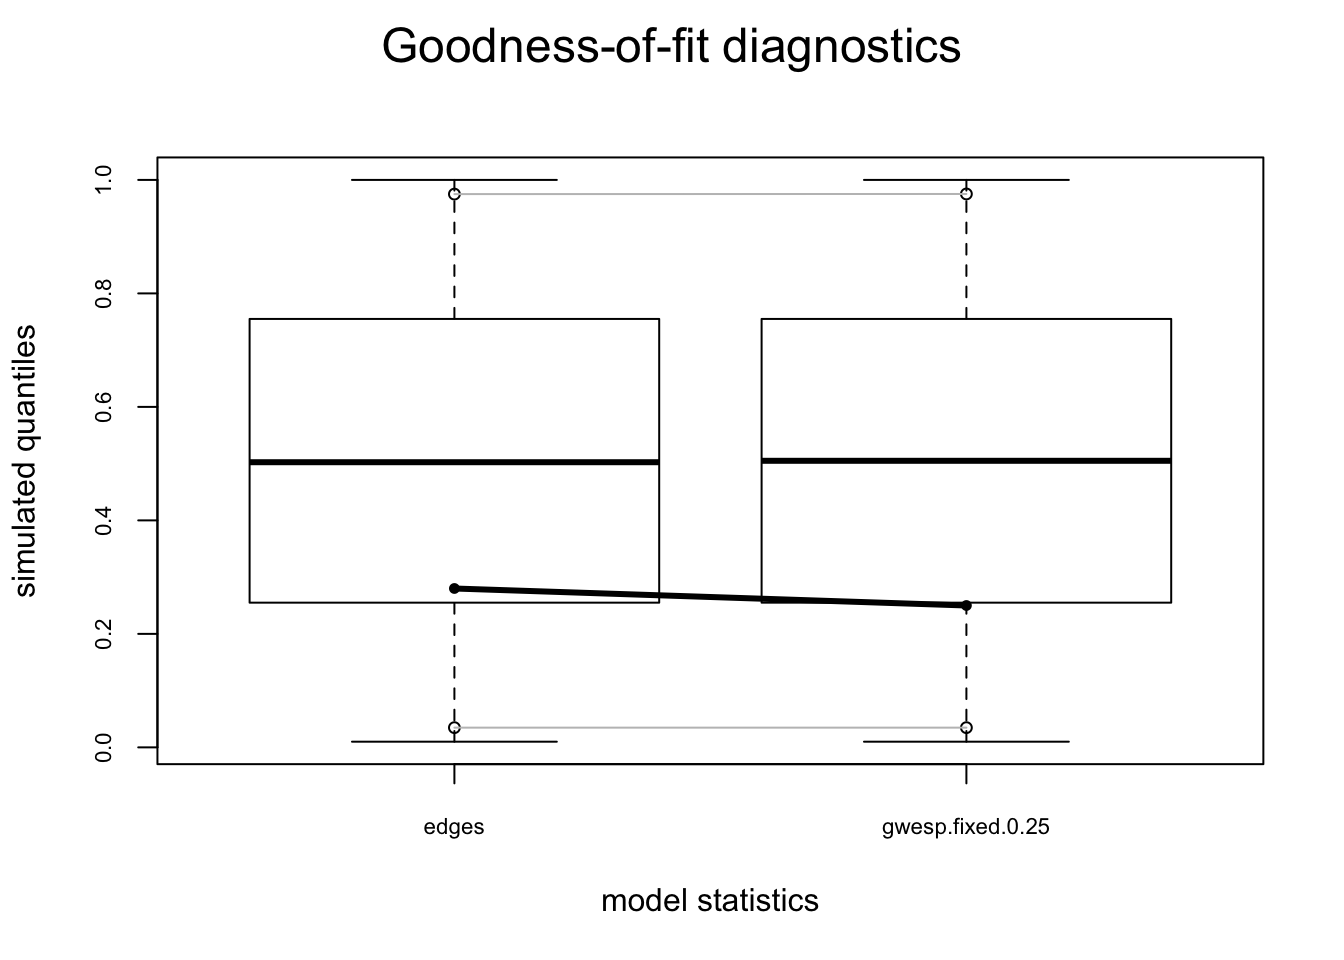 Goodness-of-fit diagnostics
simulated quantiles
1.0
0.8
0.6
0.4
0.2
0.0
edges
gwesp.fixed.0.25
model statistics